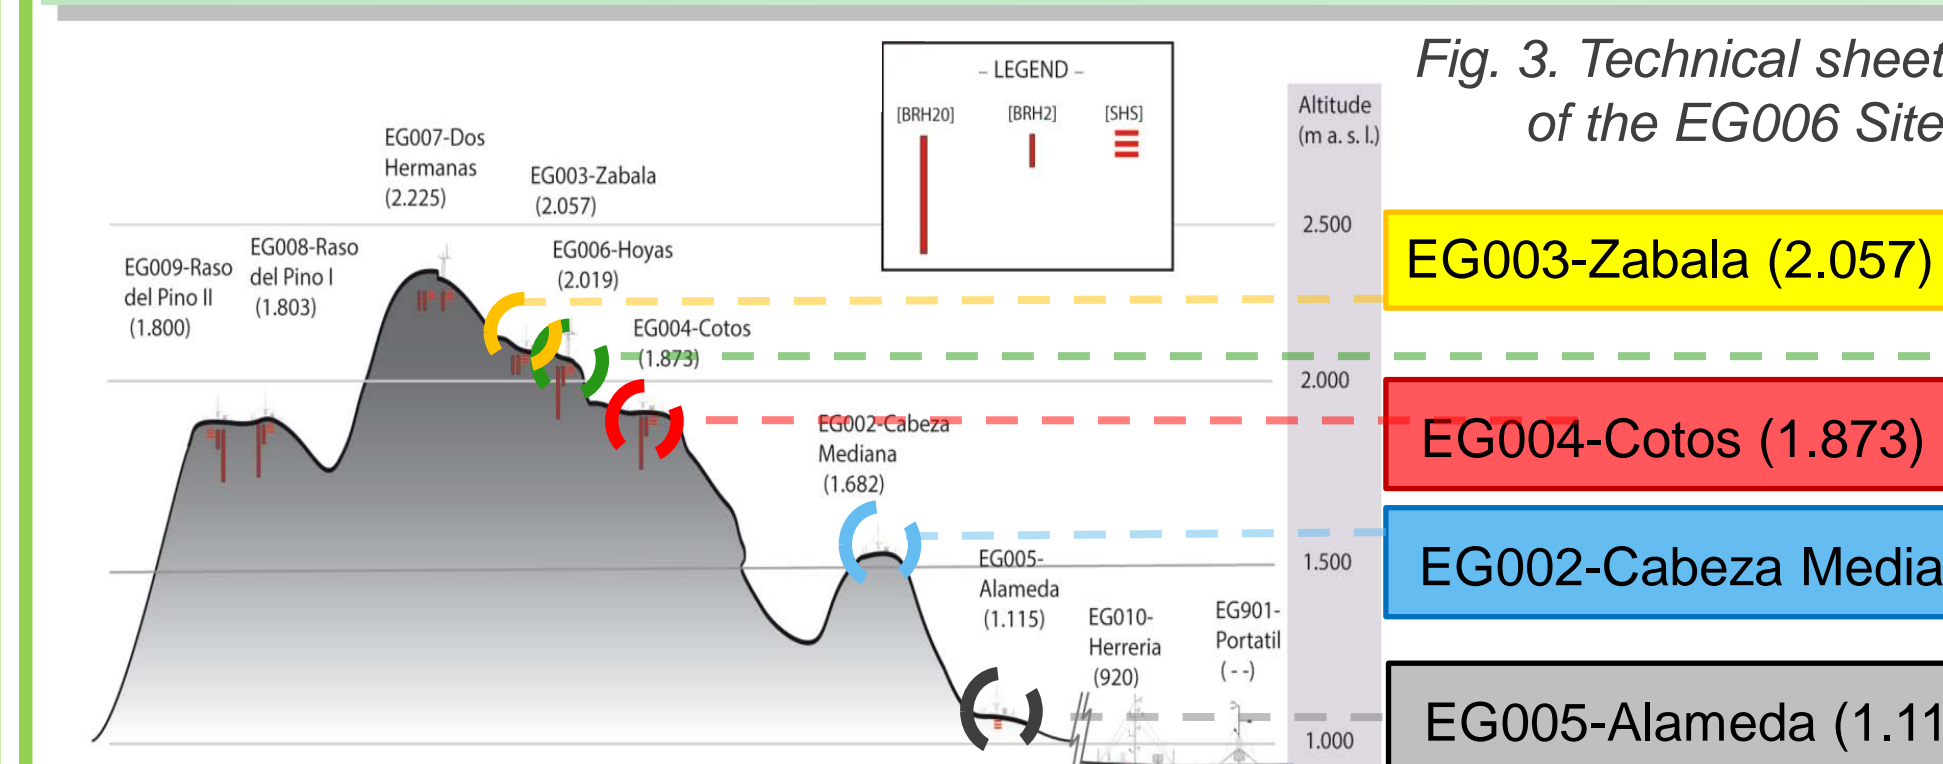 – LEGEND –
[BRH20]
[BRH2]
[SHS]
Altitude
(m a. s. l.)
Fig. 3. Technical sheet
of the EG006 Site
EG007-Dos
Hermanas
(2.225)
EG003-Zabala
(2.057)
EG006-Hoyas
(2.019)
EG008-Raso
del Pino I
(1.803)
EG009-Raso
del Pino II
(1.800)
EG004-Cotos
(1.873)
EG002-Cabeza
Mediana
(1.682)
EG005-
Alameda
(1.115)
EG010-
Herreria
(920)
EG901-
Portatil
(--)
2.500
2.000
1.500
1.000
EG003-Zabala (2.057)
EG004-Cotos (1.873)
EG002-Cabeza Media
EG005-Alameda (1.11